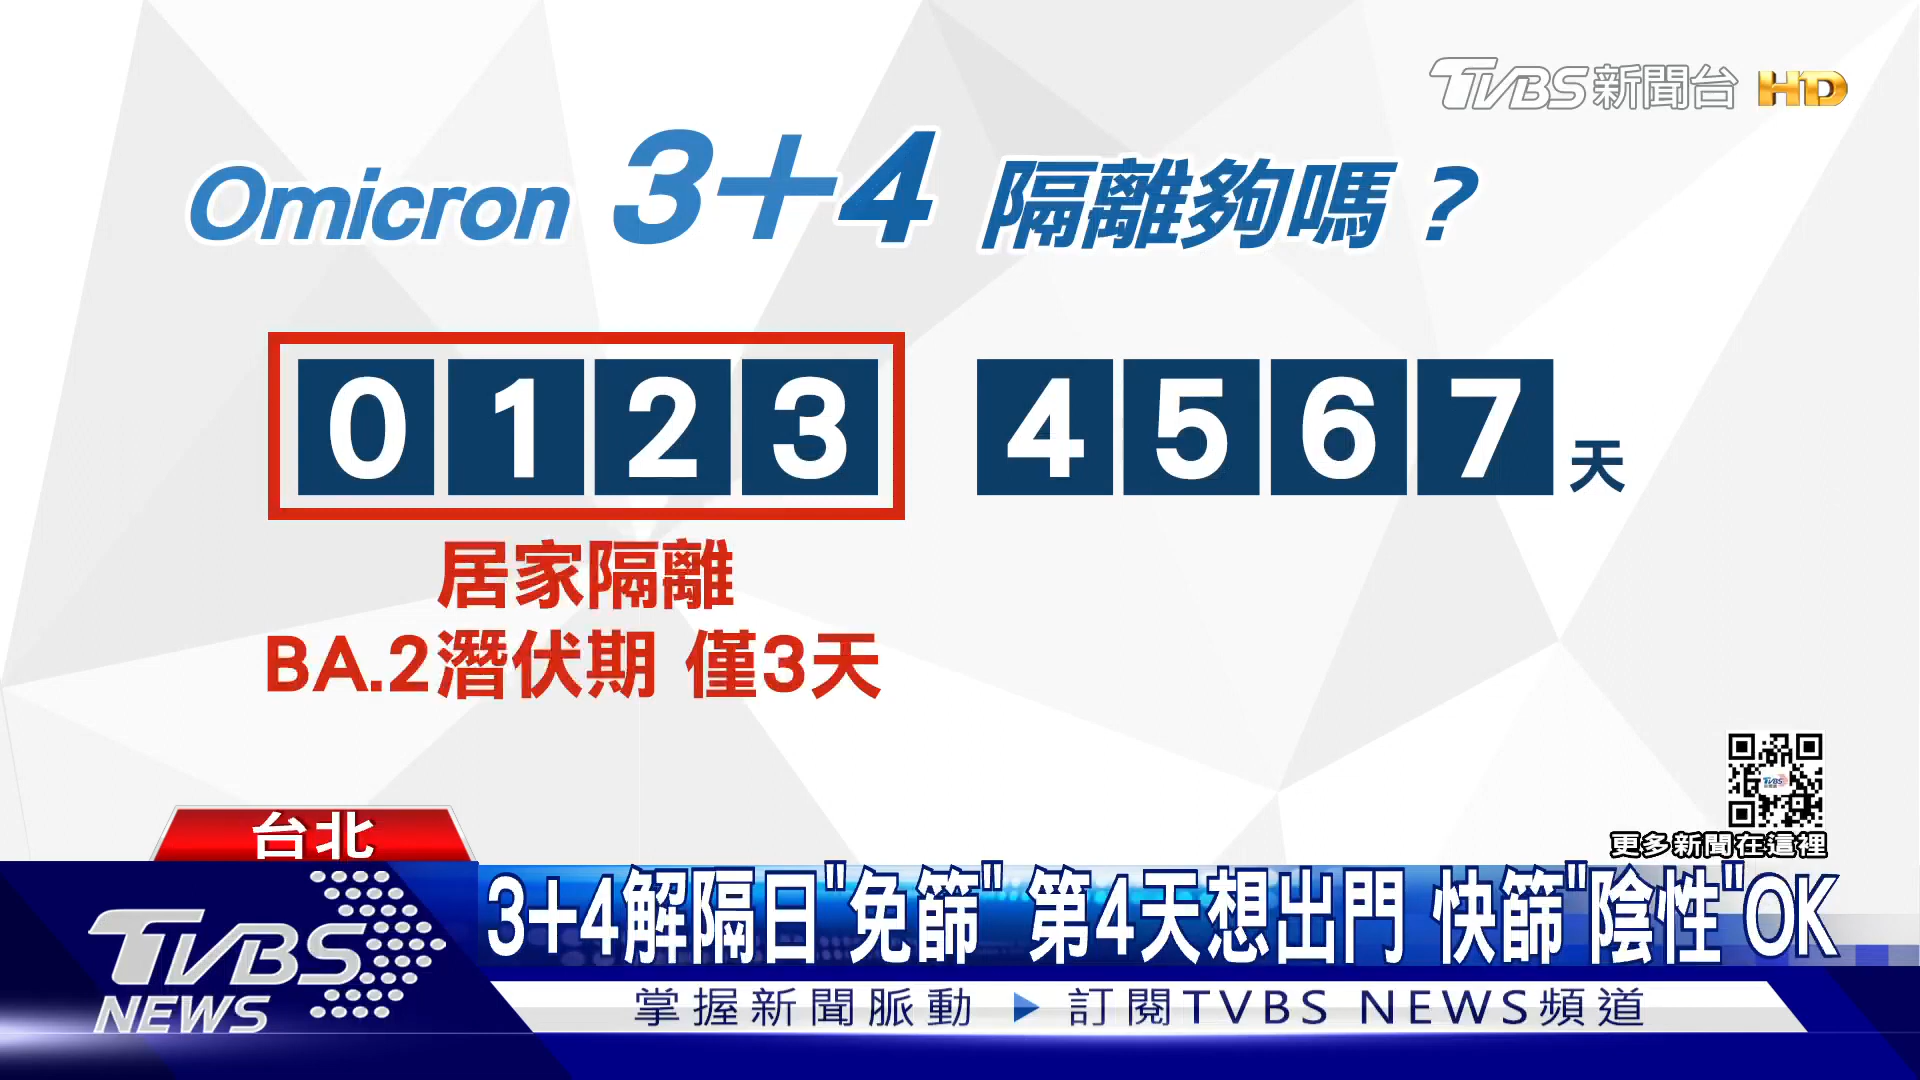 TVBS新聞台 HD
Omicron 3+4 隔離夠嗎？
0 1 2 3 4 5 6 7 天
居家隔離
BA.2潛伏期 僅3天
更多新聞在這裡
台北
3+4解隔日"免篩" 第4天想出門 快篩"陰性"OK
TVBS NEWS
掌握新聞脈動 ▶ 訂閱TVBS NEWS頻道